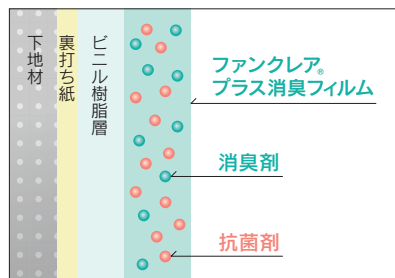 下地材
裏打ち紙
ビニル樹脂層
ファンクレア®
プラス消臭フィルム
消臭剤
抗菌剤